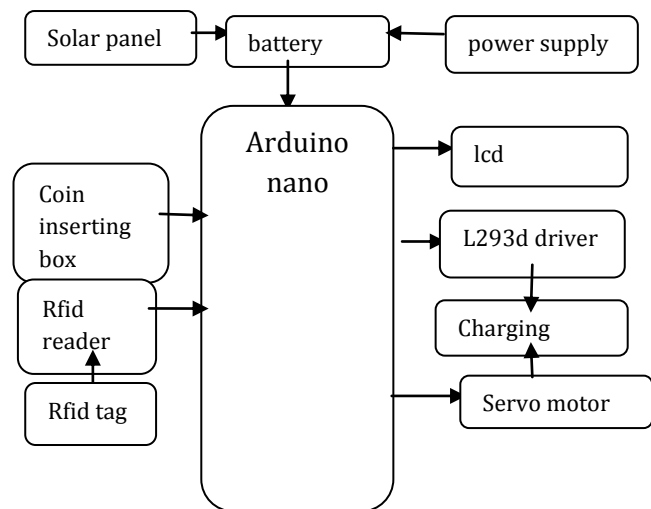 Solar panel
battery
power supply
Arduino
nano
lcd
Coin
inserting
box
L293d driver
Rfid
reader
Charging
Rfid tag
Servo motor